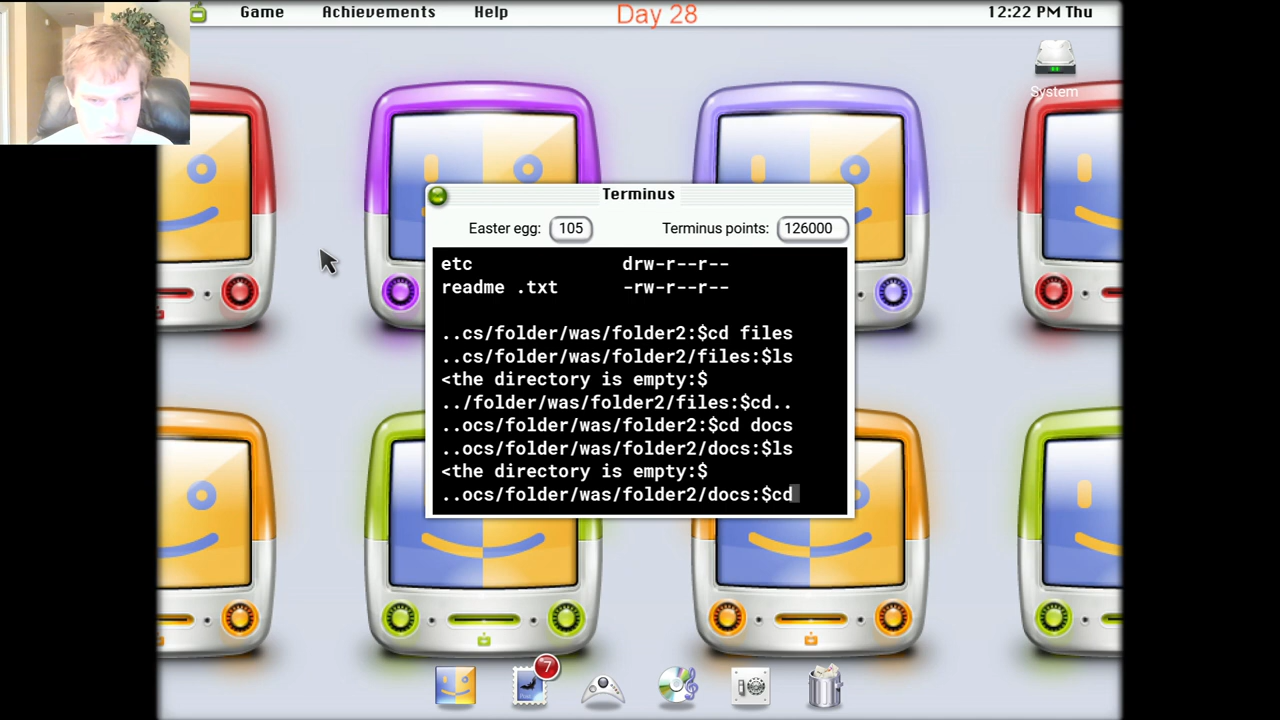 Game Achievements Help Day 28 12:22 PM Thu
System
Terminus
Easter egg: 105 Terminus points: 126000
etc drw-r--r--
readme .txt -rw-r--r--
..cs/folder/was/folder2:$cd files
..cs/folder/was/folder2/files:$ls
<the directory is empty:$
../folder/was/folder2/files:$cd..
..ocs/folder/was/folder2:$cd docs
..ocs/folder/was/folder2/docs:$ls
<the directory is empty:$
..ocs/folder/was/folder2/docs:$cd
7